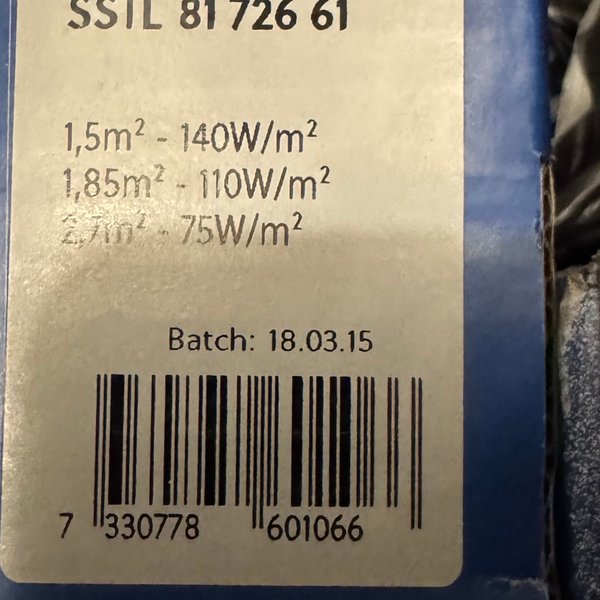 SSTL 81 726 61
1,5m² - 140W/m²
1,85m² - 110W/m²
2,7m² - 75W/m²
Batch: 18.03.15
7 330778 601066